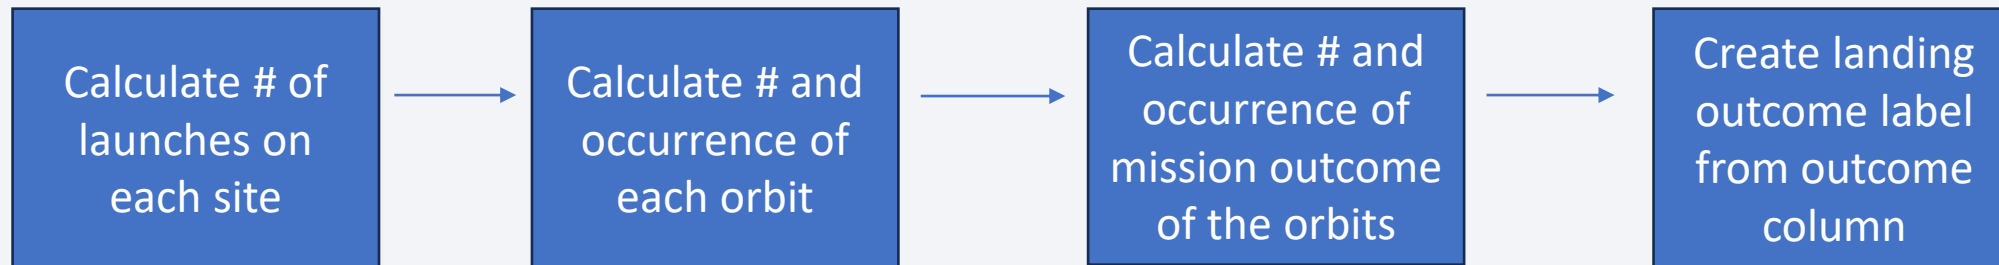 Calculate # of
launches on
each site
Calculate # and
occurrence of
each orbit
Calculate # and
occurrence of
mission outcome
of the orbits
Create landing
outcome label
from outcome
column